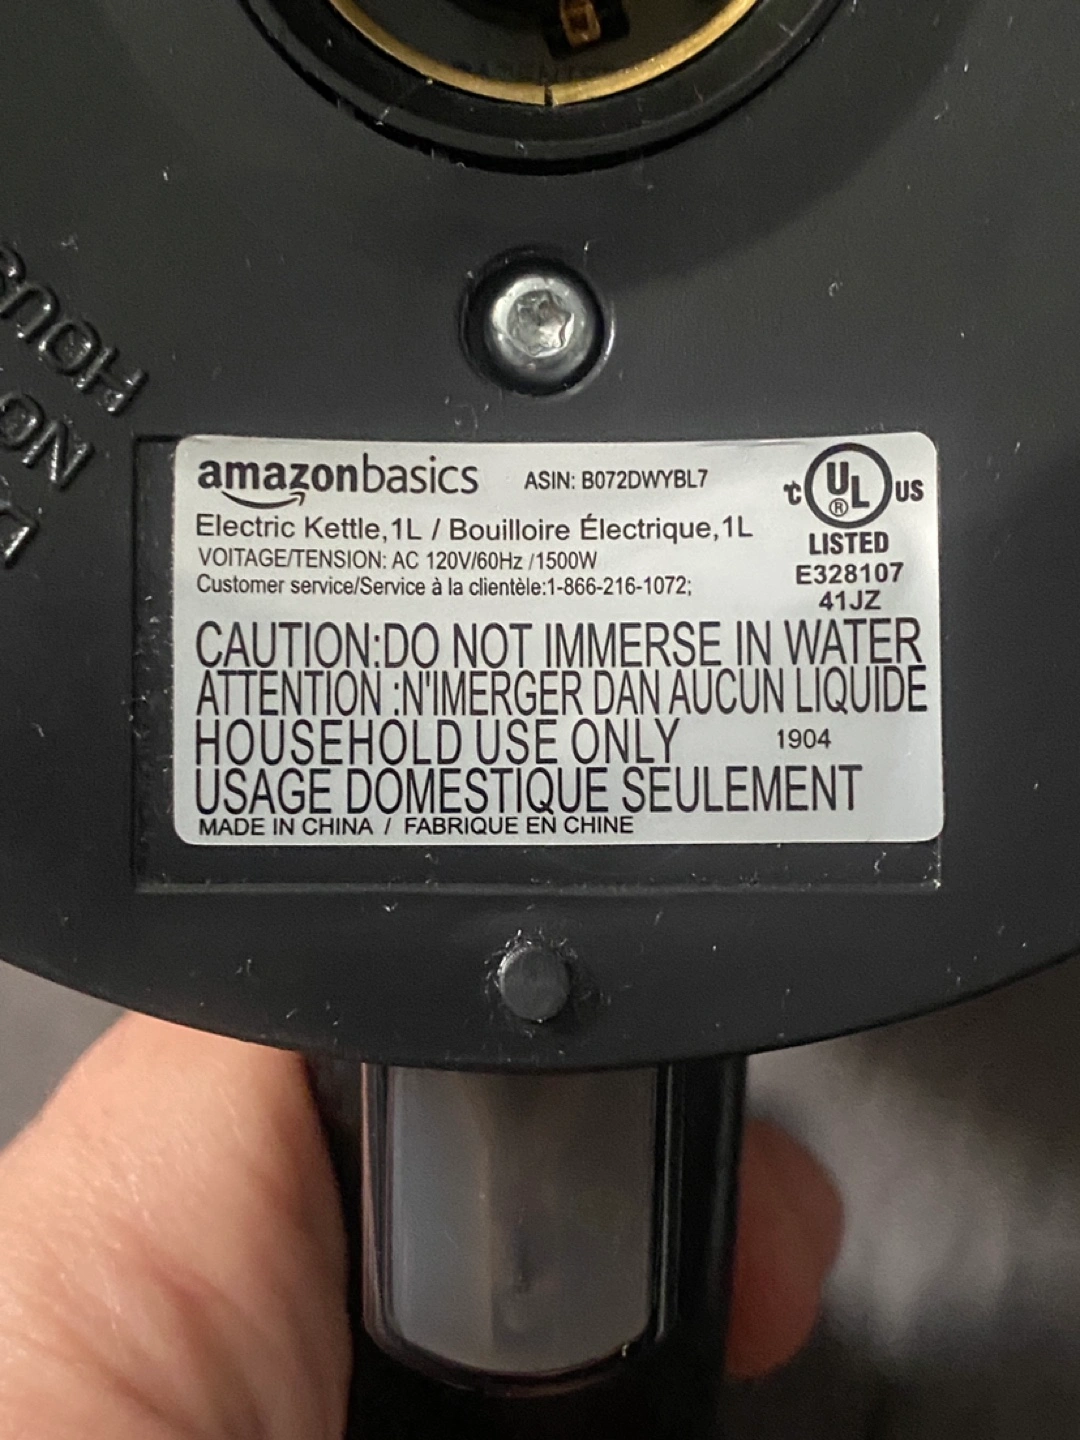 HOUS
NO
D
amazonbasics ASIN: B072DWYBL7
Electric Kettle,1L / Bouilloire Électrique,1L
VOITAGE/TENSION: AC 120V/60Hz /1500W
Customer service/Service à la clientèle:1-866-216-1072;
C UL ® US
LISTED
E328107
41JZ
CAUTION:DO NOT IMMERSE IN WATER
ATTENTION :N'IMERGER DAN AUCUN LIQUIDE
HOUSEHOLD USE ONLY 1904
USAGE DOMESTIQUE SEULEMENT
MADE IN CHINA / FABRIQUE EN CHINE